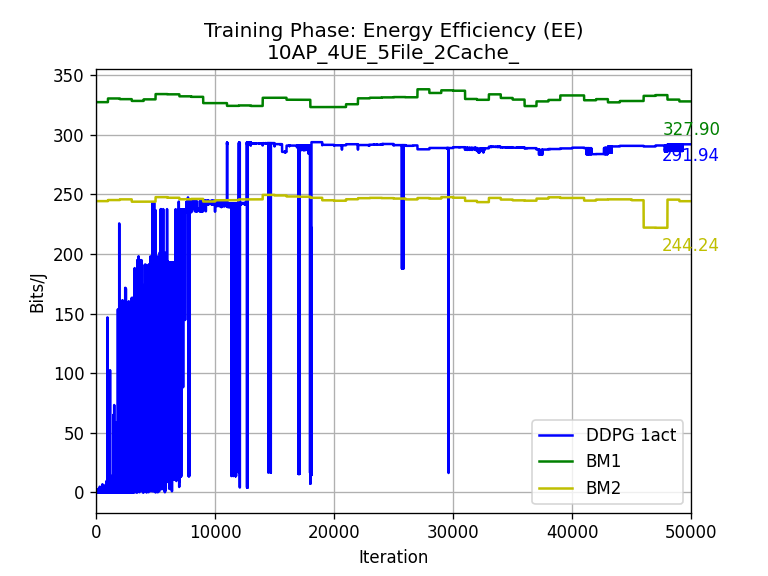 Training Phase: Energy Efficiency (EE)
10AP_4UE_5File_2Cache_
350
300
250
200
150
100
50
0
Bits/J
327.90
291.94
244.24
DDPG 1act
BM1
BM2
0
10000
20000
30000
40000
50000
Iteration